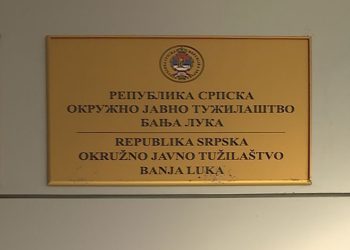 РЕПУБЛИКА СРПСКА
ОКРУЖНО ЈАВНО ТУЖИЛАШТВО
БАЊА ЛУКА
REPUBLIKA SRPSKA
OKRUŽNO JAVNO TUŽILAŠTVO
BANJA LUKA